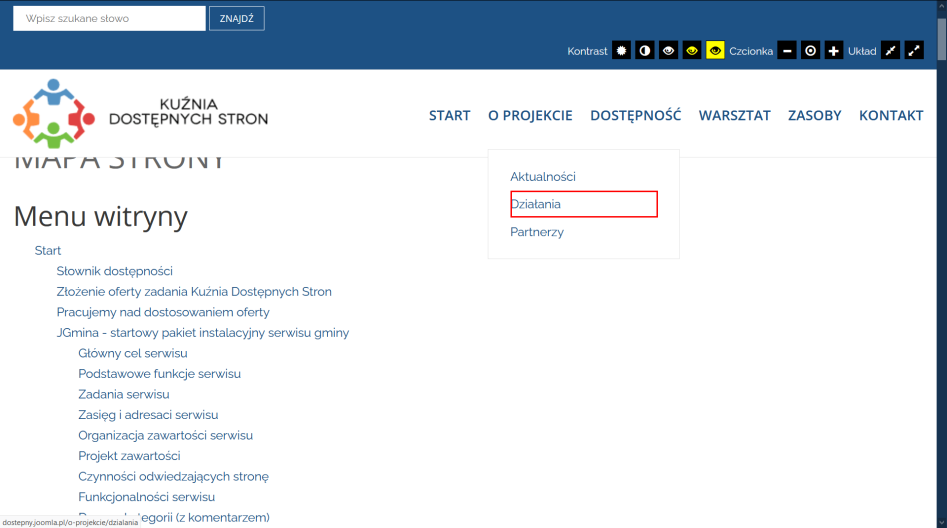 Wpisz szukane słowo
ZNAJDŹ
Kontrast
Czcionka
Układ
KUŹNIA
DOSTĘPNYCH STRON
START O PROJEKCIE DOSTĘPNOŚĆ WARSZTAT ZASOBY KONTAKT
MAPA STRONY
Aktualności
Działania
Partnerzy
Menu witryny
Start
Słownik dostępności
Złożenie oferty zadania Kuźnia Dostępnych Stron
Pracujemy nad dostosowaniem oferty
JGmina - startowy pakiet instalacyjny serwisu gminy
Główny cel serwisu
Podstawowe funkcje serwisu
Zadania serwisu
Zasięg i adresaci serwisu
Organizacja zawartości serwisu
Projekt zawartości
Czynności odwiedzających stronę
Funkcjonalności serwisu
(z komentarzem)
dostepny.joomla.pl/o-projekcie/dzialania